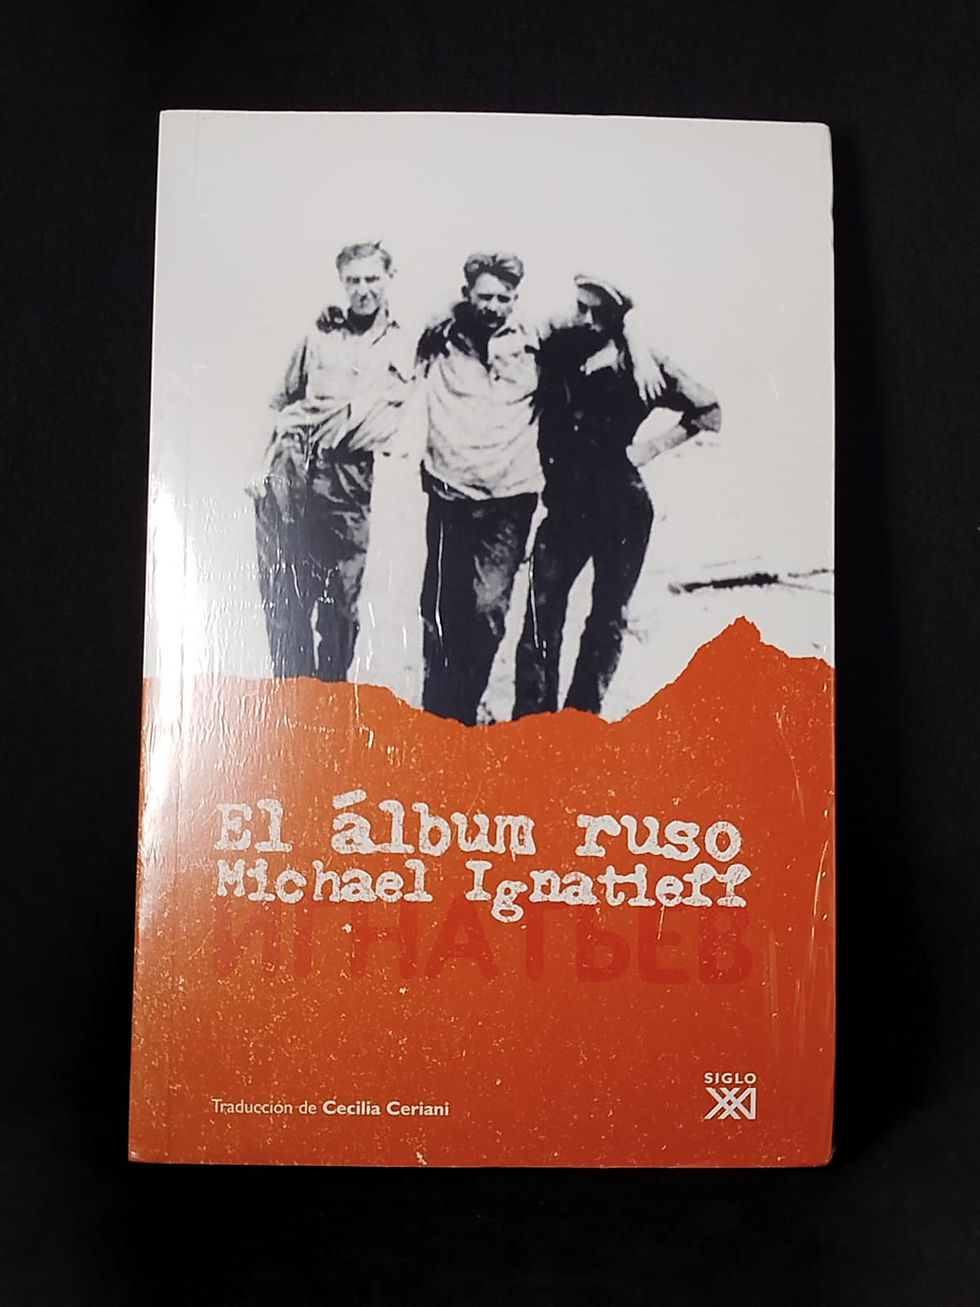 El álbum ruso
Michael Ignatieff
ИГНАТЬЕВ
Traducción de Cecilia Ceriani
SIGLO
XXI